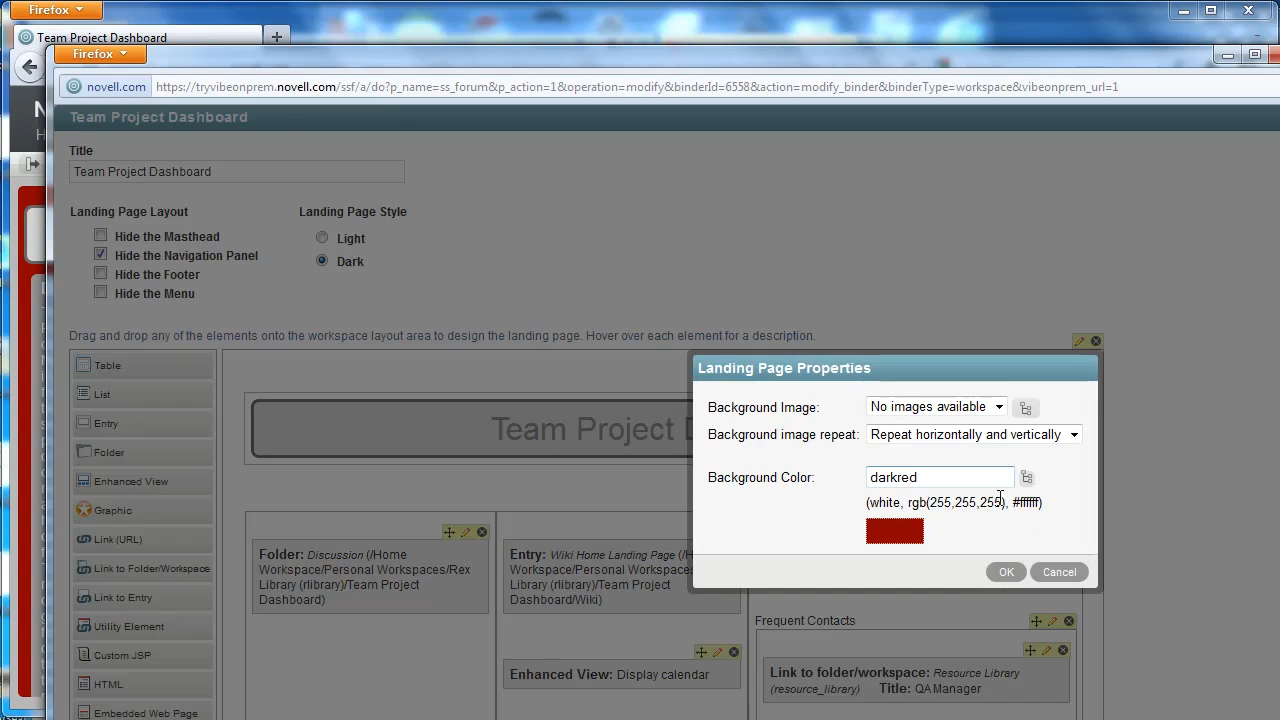 Firefox
Team Project Dashboard
Firefox
novell.com https://tryvibeonprem.novell.com/ssf/a/do?p_name=ss_forum&p_action=1&operation=modify&binderId=6558&action=modify_binder&binderType=workspace&vibeonprem_url=1
N
H
Team Project Dashboard
Title
Team Project Dashboard
Landing Page Layout
Landing Page Style
Hide the Masthead
Hide the Navigation Panel
Hide the Footer
Hide the Menu
Light
Dark
Drag and drop any of the elements onto the workspace layout area to design the landing page. Hover over each element for a description.
Table
List
Entry
Folder
Enhanced View
Graphic
Link (URL)
Link to Folder/Workspace
Link to Entry
Utility Element
Custom JSP
HTML
Embedded Web Page
Team Project D
Folder: Discussion (/Home
Workspace/Personal Workspaces/Rex
Library (rlibrary)/Team Project
Dashboard)
Entry: Wiki Home Landing Page (/H
Workspace/Personal Workspaces/R
Library (rlibrary)/Team Project
Dashboard/Wiki)
Enhanced View: Display calendar
Frequent Contacts
Link to folder/workspace: Resource Library
(resource_library) Title: QA Manager
Landing Page Properties
Background Image: No images available
Background image repeat: Repeat horizontally and vertically
Background Color: darkred
(white, rgb(255,255,255), #ffffff)
OK
Cancel